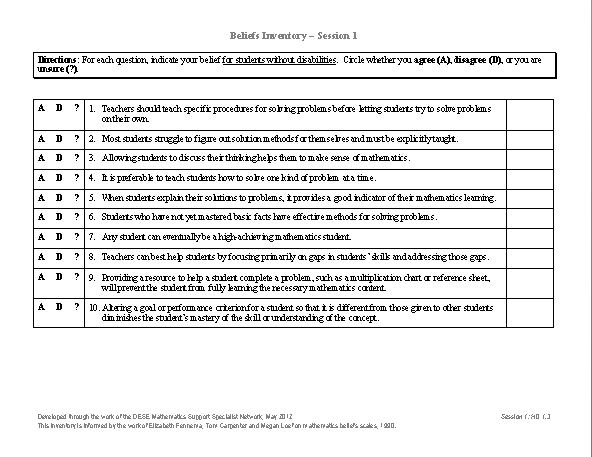 Beliefs Inventory – Session 1
Directions: For each question, indicate your belief for students without disabilities. Circle whether you agree (A), disagree (D), or you are
unsure (?).
A D ? 1. Teachers should teach specific procedures for solving problems before letting students try to solve problems
on their own.
A D ? 2. Most students struggle to figure out solution methods for themselves and must be explicitly taught.
A D ? 3. Allowing students to discuss their thinking helps them to make sense of mathematics.
A D ? 4. It is preferable to teach students how to solve one kind of problem at a time.
A D ? 5. When students explain their solutions to problems, it provides a good indicator of their mathematics learning.
A D ? 6. Students who have not yet mastered basic facts have effective methods for solving problems.
A D ? 7. Any student can eventually be a high-achieving mathematics student.
A D ? 8. Teachers can best help students by focusing primarily on gaps in students' skills and addressing those gaps.
A D ? 9. Providing a resource to help a student complete a problem, such as a multiplication chart or reference sheet,
will prevent the student from fully learning the necessary mathematics content.
A D ? 10. Altering a goal or performance criterion for a student so that it is different from those given to other students
diminishes the student's mastery of the skill or understanding of the concept.
Developed through the work of the DESE Mathematics Support Specialist Network, May 2012
Session 1: HO 1.3
This inventory is informed by the work of Elizabeth Fennema, Tom Carpenter and Megan Loef on mathematics beliefs scales, 1990.